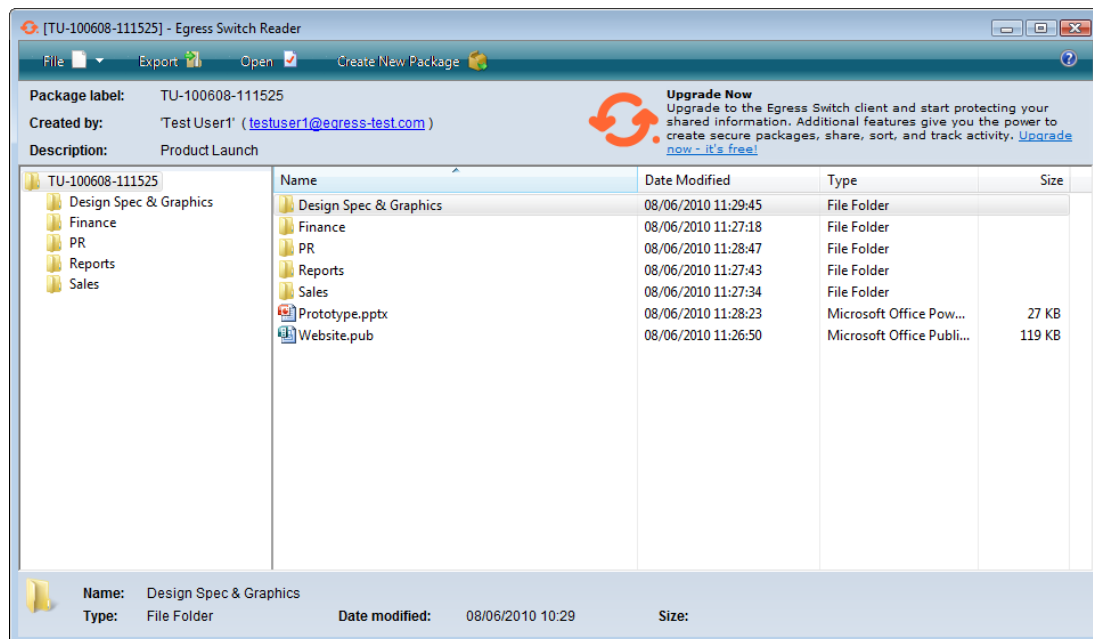 [TU-100608-111525] - Egress Switch Reader
File Export Open Create New Package
Package label: TU-100608-111525
Created by: 'Test User1' ( testuser1@egress-test.com )
Description: Product Launch
Upgrade Now
Upgrade to the Egress Switch client and start protecting your
shared information. Additional features give you the power to
create secure packages, share, sort, and track activity. Upgrade
now - it's free!
TU-100608-111525
Design Spec & Graphics
Finance
PR
Reports
Sales
Name Date Modified Type Size
Design Spec & Graphics 08/06/2010 11:29:45 File Folder
Finance 08/06/2010 11:27:18 File Folder
PR 08/06/2010 11:28:47 File Folder
Reports 08/06/2010 11:27:43 File Folder
Sales 08/06/2010 11:27:34 File Folder
Prototype.pptx 08/06/2010 11:28:23 Microsoft Office Pow... 27 KB
Website.pub 08/06/2010 11:26:50 Microsoft Office Publi... 119 KB
Name: Design Spec & Graphics
Type: File Folder Date modified: 08/06/2010 10:29 Size: